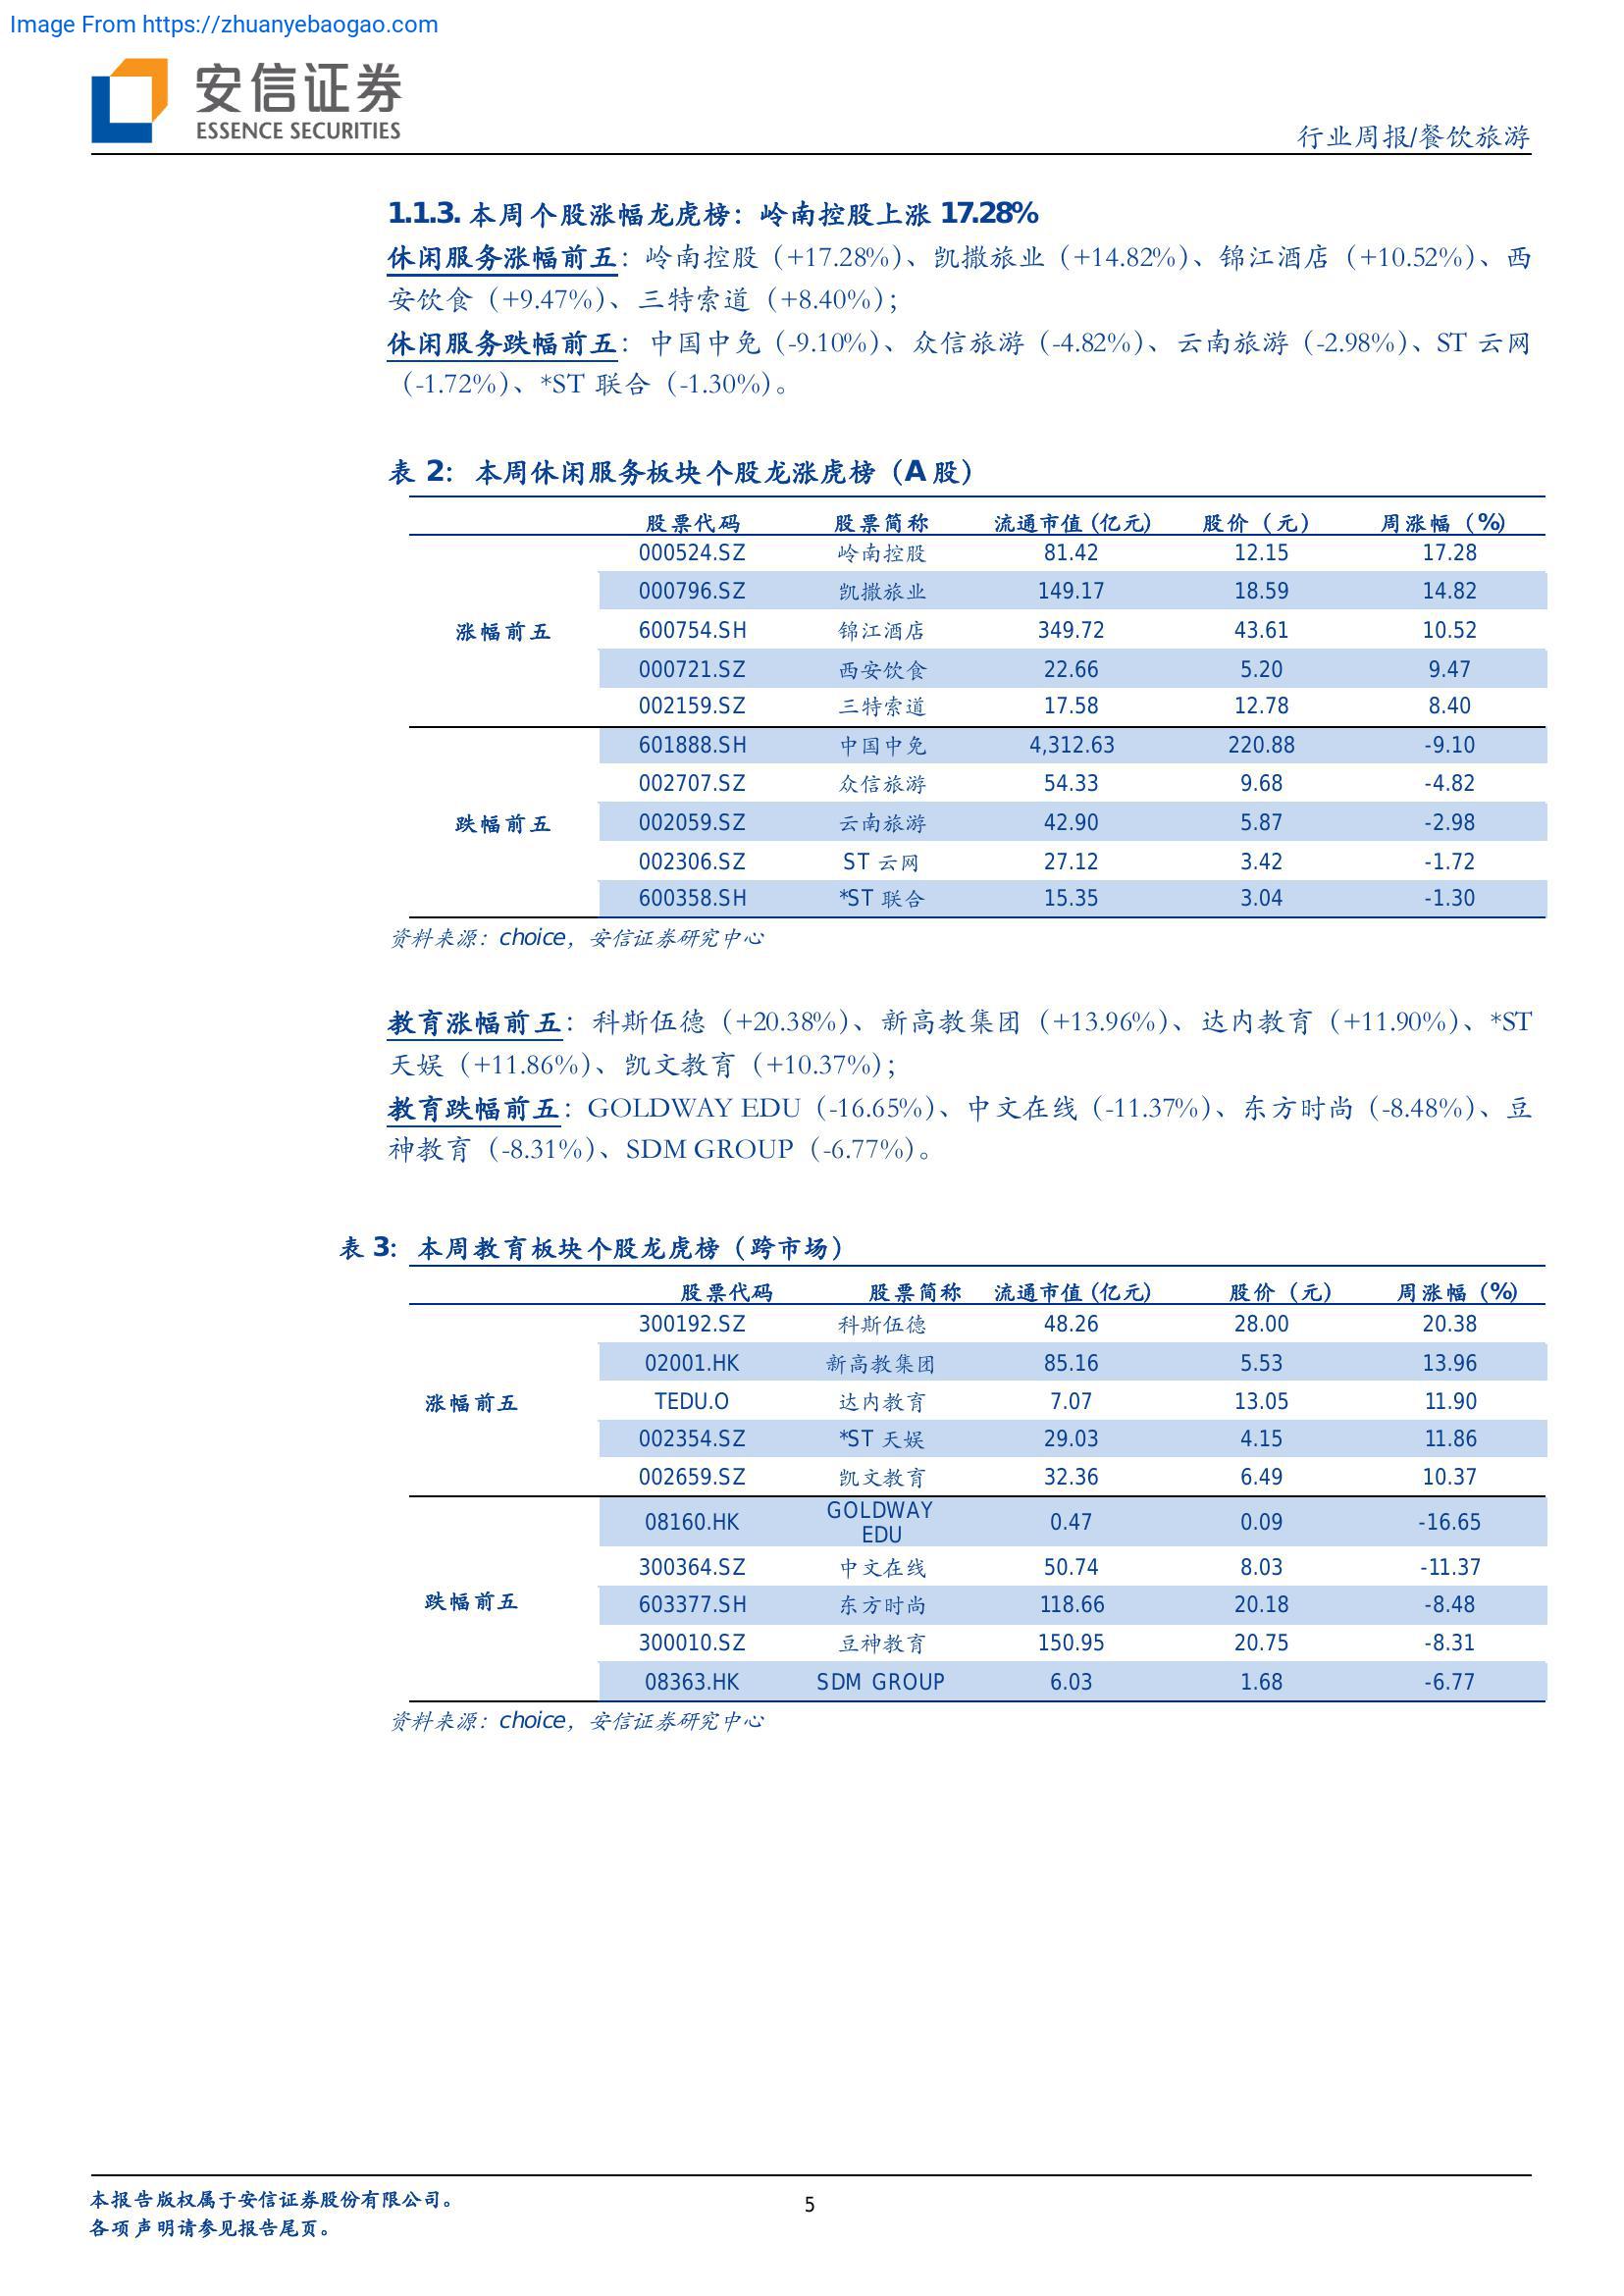 Image From https://zhuanyebaogao.com
安信证券
ESSENCE SECURITIES
行业周报/餐饮旅游
1.1.3. 本周个股涨幅龙虎榜：岭南控股上涨 17.28%
休闲服务涨幅前五：岭南控股（+17.28%）、凯撒旅业（+14.82%）、锦江酒店（+10.52%）、西
安饮食（+9.47%）、三特索道（+8.40%）；
休闲服务跌幅前五：中国中免（-9.10%）、众信旅游（-4.82%）、云南旅游（-2.98%）、ST 云网
（-1.72%）、*ST 联合（-1.30%）。
表 2：本周休闲服务板块个股龙涨虎榜（A 股）
股票代码 股票简称 流通市值(亿元) 股价（元） 周涨幅（%）
000524.SZ 岭南控股 81.42 12.15 17.28
000796.SZ 凯撒旅业 149.17 18.59 14.82
涨幅前五 600754.SH 锦江酒店 349.72 43.61 10.52
000721.SZ 西安饮食 22.66 5.20 9.47
002159.SZ 三特索道 17.58 12.78 8.40
601888.SH 中国中免 4,312.63 220.88 -9.10
002707.SZ 众信旅游 54.33 9.68 -4.82
跌幅前五 002059.SZ 云南旅游 42.90 5.87 -2.98
002306.SZ ST 云网 27.12 3.42 -1.72
600358.SH *ST 联合 15.35 3.04 -1.30
资料来源：choice，安信证券研究中心
教育涨幅前五：科斯伍德（+20.38%）、新高教集团（+13.96%）、达内教育（+11.90%）、*ST
天娱（+11.86%）、凯文教育（+10.37%）；
教育跌幅前五：GOLDWAY EDU（-16.65%）、中文在线（-11.37%）、东方时尚（-8.48%）、豆
神教育（-8.31%）、SDM GROUP（-6.77%）。
表 3：本周教育板块个股龙虎榜（跨市场）
股票代码 股票简称 流通市值(亿元) 股价（元） 周涨幅（%）
300192.SZ 科斯伍德 48.26 28.00 20.38
02001.HK 新高教集团 85.16 5.53 13.96
涨幅前五 TEDU.O 达内教育 7.07 13.05 11.90
002354.SZ *ST 天娱 29.03 4.15 11.86
002659.SZ 凯文教育 32.36 6.49 10.37
08160.HK GOLDWAY EDU 0.47 0.09 -16.65
300364.SZ 中文在线 50.74 8.03 -11.37
跌幅前五 603377.SH 东方时尚 118.66 20.18 -8.48
300010.SZ 豆神教育 150.95 20.75 -8.31
08363.HK SDM GROUP 6.03 1.68 -6.77
资料来源：choice，安信证券研究中心
本报告版权属于安信证券股份有限公司。
各项声明请参见报告尾页。
5